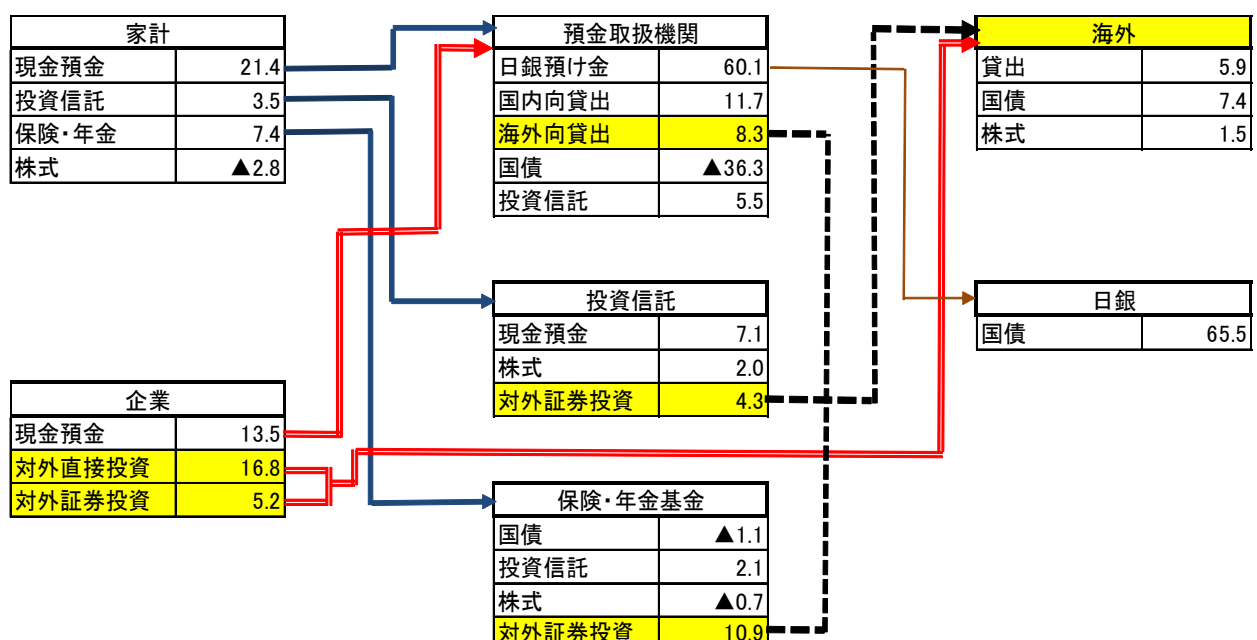 家計
現金預金 21.4
投資信託 3.5
保険・年金 7.4
株式 ▲2.8
企業
現金預金 13.5
対外直接投資 16.8
対外証券投資 5.2
預金取扱機関
日銀預け金 60.1
国内向貸出 11.7
海外向貸出 8.3
国債 ▲36.3
投資信託 5.5
投資信託
現金預金 7.1
株式 2.0
対外証券投資 4.3
保険・年金基金
国債 ▲1.1
投資信託 2.1
株式 ▲0.7
対外証券投資 10.9
海外
貸出 5.9
国債 7.4
株式 1.5
日銀
国債 65.5